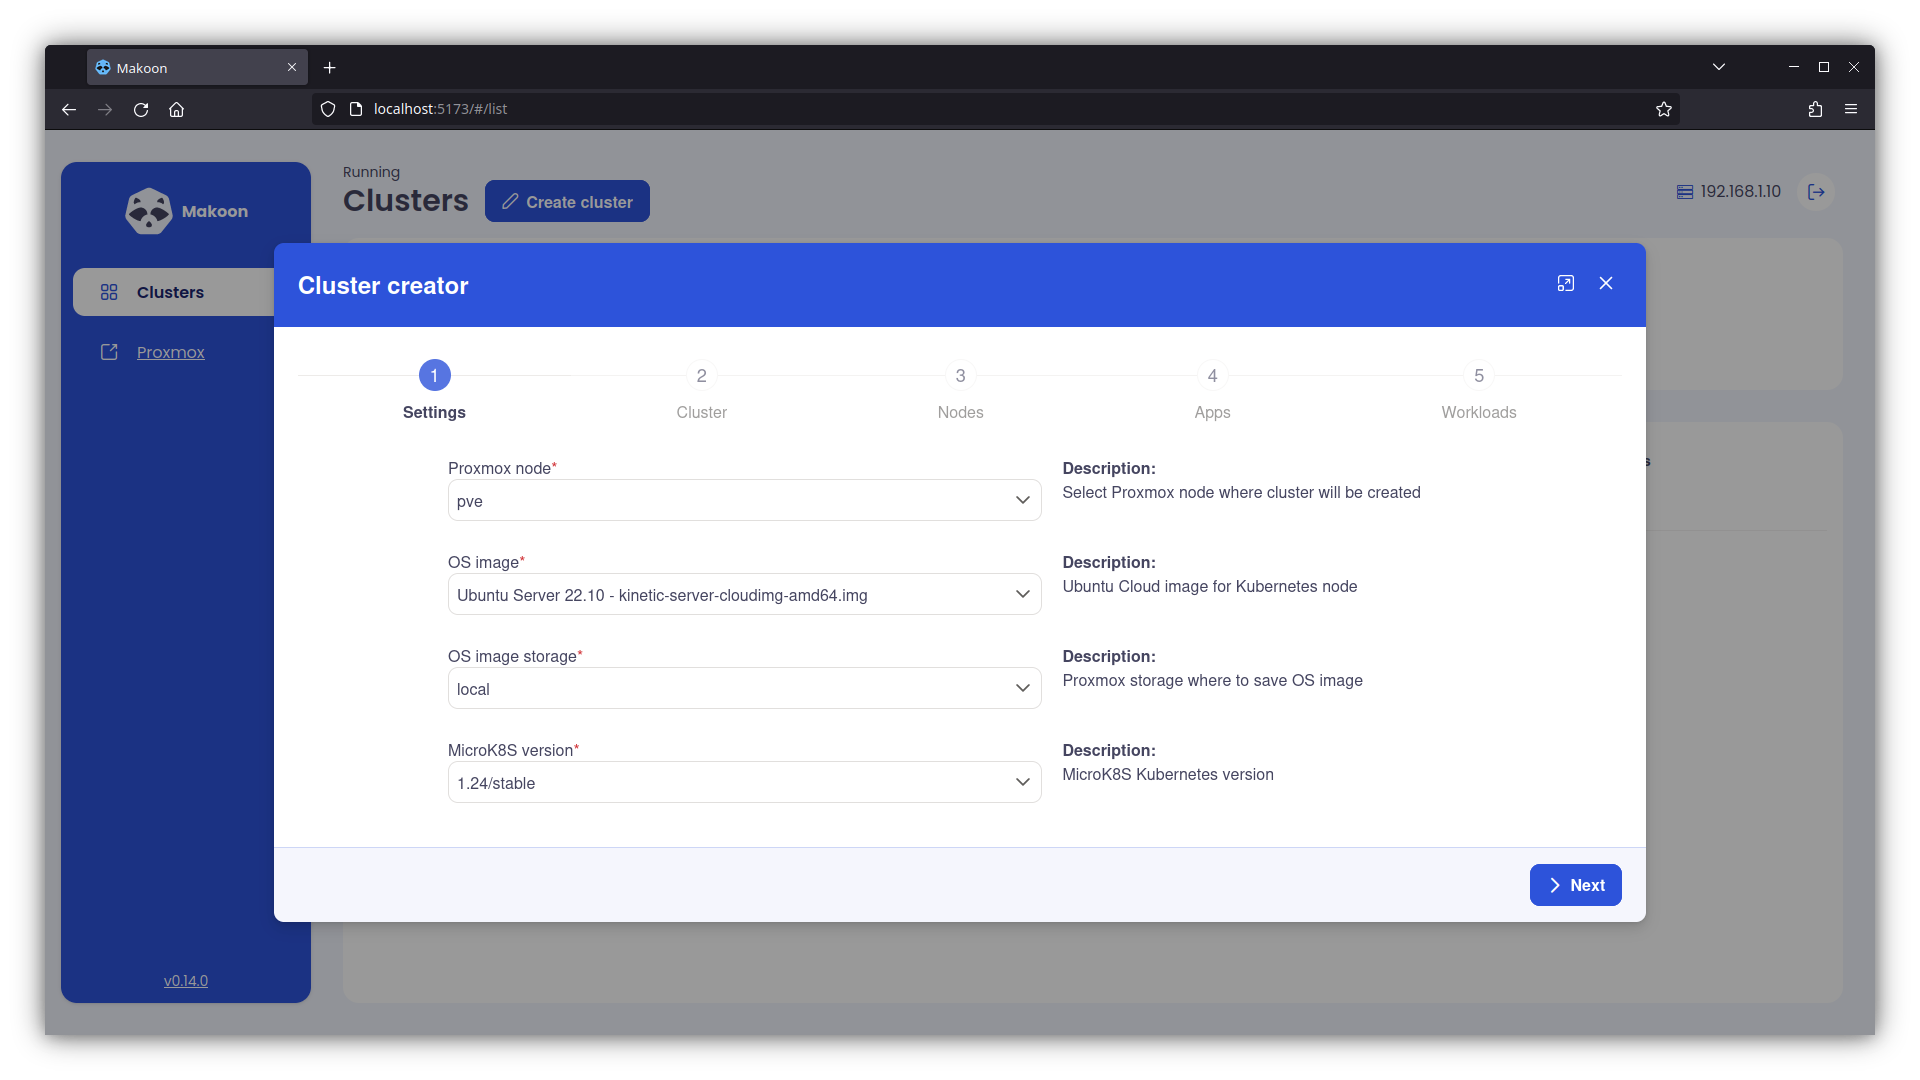 Makoon
localhost:5173/#/list
Makoon
Clusters
Proxmox
v0.14.0
Running
Clusters
Create cluster
192.168.1.10
Cluster creator
1 2 3 4 5
Settings Cluster Nodes Apps Workloads
Proxmox node*
pve
Description:
Select Proxmox node where cluster will be created
OS image*
Ubuntu Server 22.10 - kinetic-server-cloudimg-amd64.img
Description:
Ubuntu Cloud image for Kubernetes node
OS image storage*
local
Description:
Proxmox storage where to save OS image
MicroK8S version*
1.24/stable
Description:
MicroK8S Kubernetes version
Next